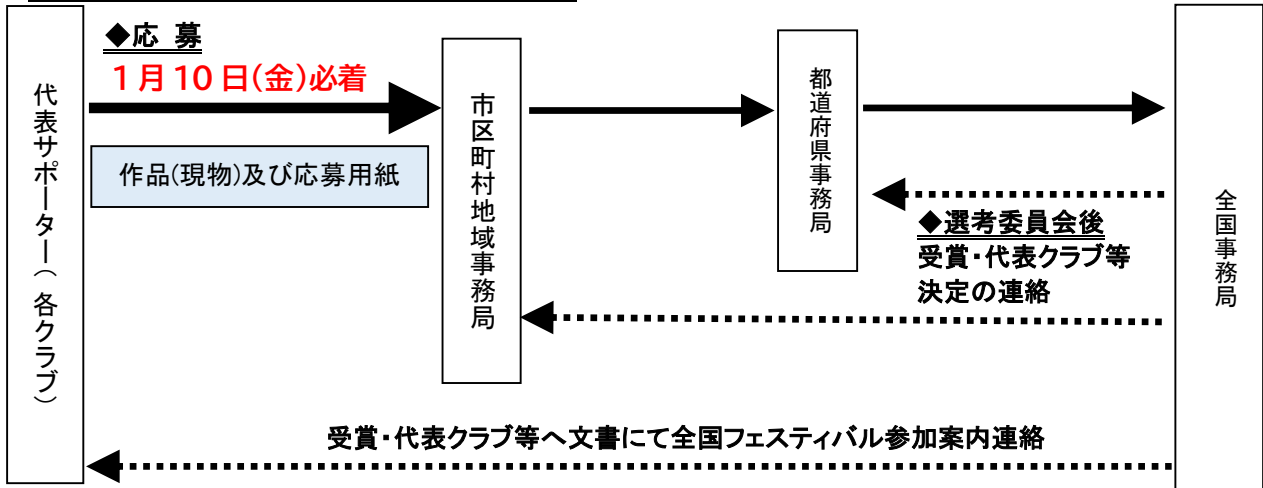 ◆応 募
1月10日(金)必着
代表サポーター(各クラブ)
作品(現物)及び応募用紙
市区町村地域事務局
都道府県事務局
全国事務局
◆選考委員会後
受賞・代表クラブ等
決定の連絡
受賞・代表クラブ等へ文書にて全国フェスティバル参加案内連絡